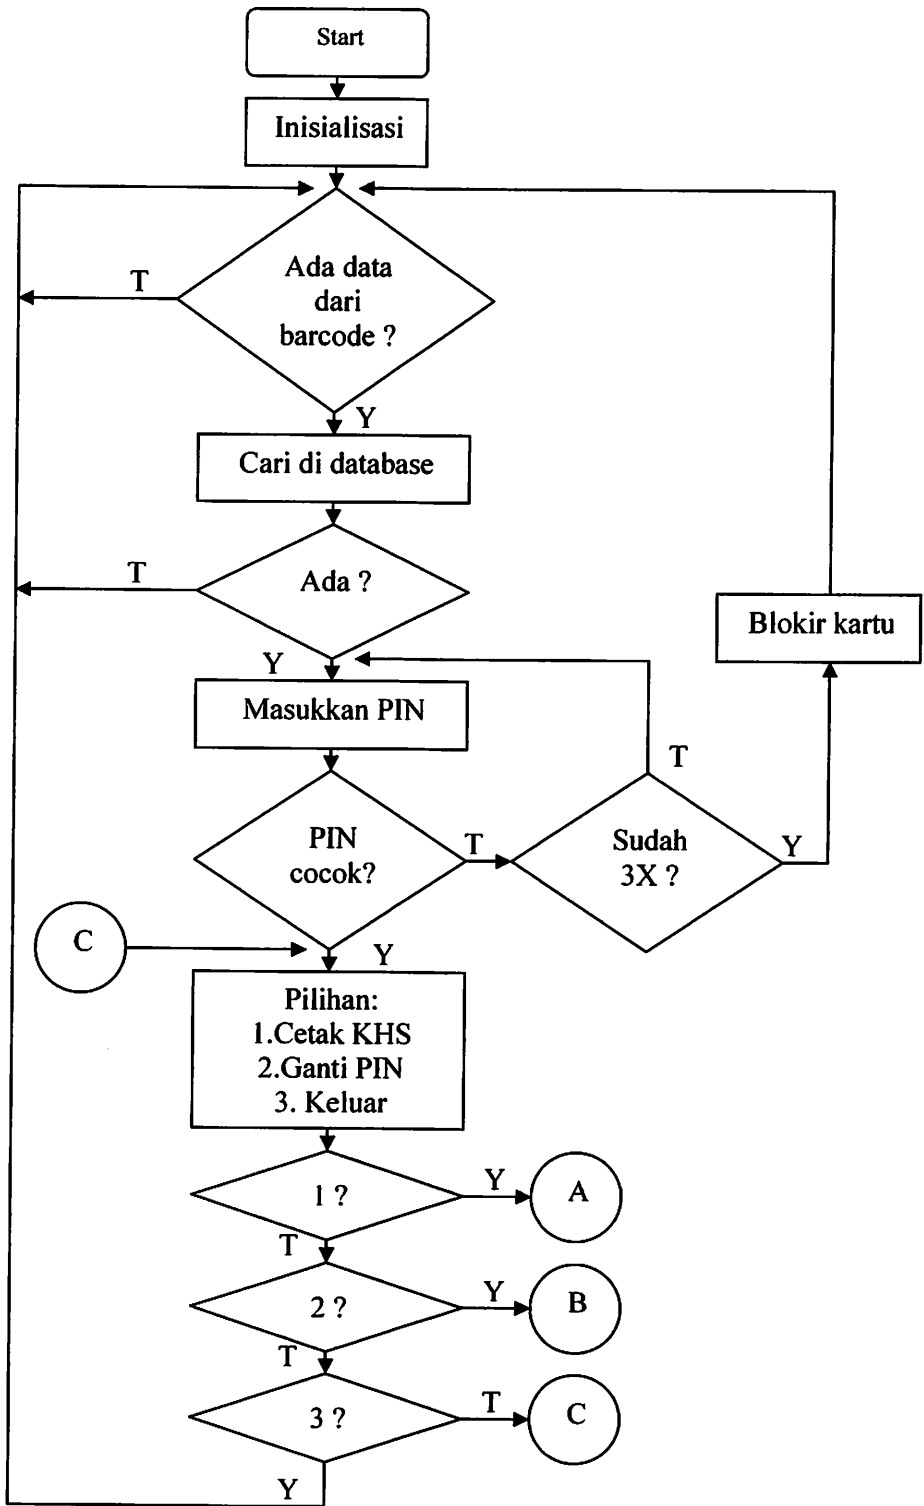 Start
Inisialisasi
Ada data
dari
barcode ?
T
Y
Cari di database
Ada ?
T
Y
Blokir kartu
Masukkan PIN
T
PIN
cocok?
T
Sudah
3X ?
Y
C
Y
Pilihan:
1.Cetak KHS
2.Ganti PIN
3. Keluar
1 ?
Y
A
T
2 ?
Y
B
T
3 ?
T
C
Y